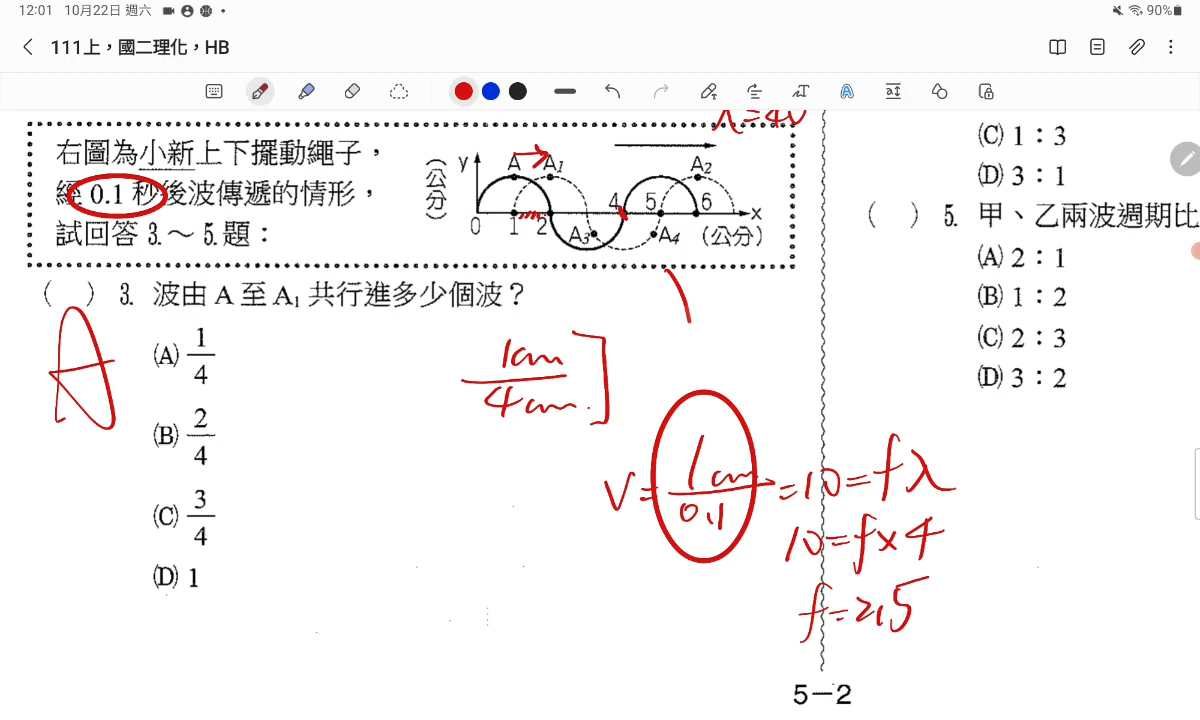 12:01 10月22日 週六 90%
111上，國二理化，HB
λ=4
右圖為小新上下擺動繩子，
經 0.1 秒後波傳遞的情形，
試回答 3.～ 5.題：
(公分) y A A₁ A₂
0 1 2 4 5 6 x
A₃ A₄ (公分)
( ) 3. 波由 A 至 A₁ 共行進多少個波？
A
(A) 1/4
(B) 2/4
(C) 3/4
(D) 1
1cm
4cm.
V= 1cm/0.1 =10=fλ
10=f×4
f=2.5
(C) 1：3
(D) 3：1
( ) 5. 甲、乙兩波週期比
(A) 2：1
(B) 1：2
(C) 2：3
(D) 3：2
5－2